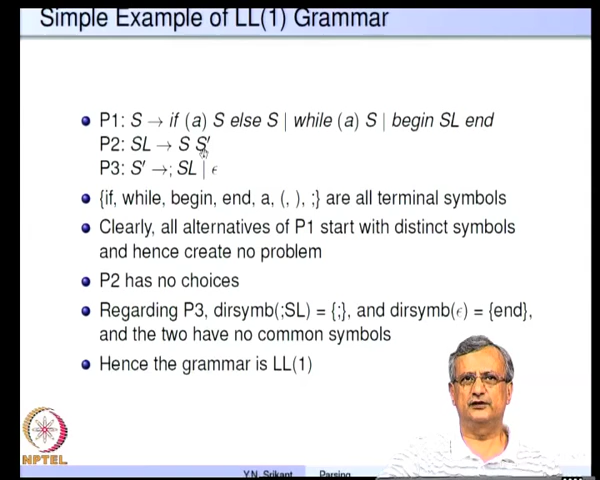 Simple Example of LL(1) Grammar
P1: S → if (a) S else S | while (a) S | begin SL end
P2: SL → S S′
P3: S′ →; SL | ϵ
{if, while, begin, end, a, (, ), ;} are all terminal symbols
Clearly, all alternatives of P1 start with distinct symbols
and hence create no problem
P2 has no choices
Regarding P3, dirsymb(;SL) = {;}, and dirsymb(ϵ) = {end},
and the two have no common symbols
Hence the grammar is LL(1)
NPTEL
Y.N. Srikant Parsing